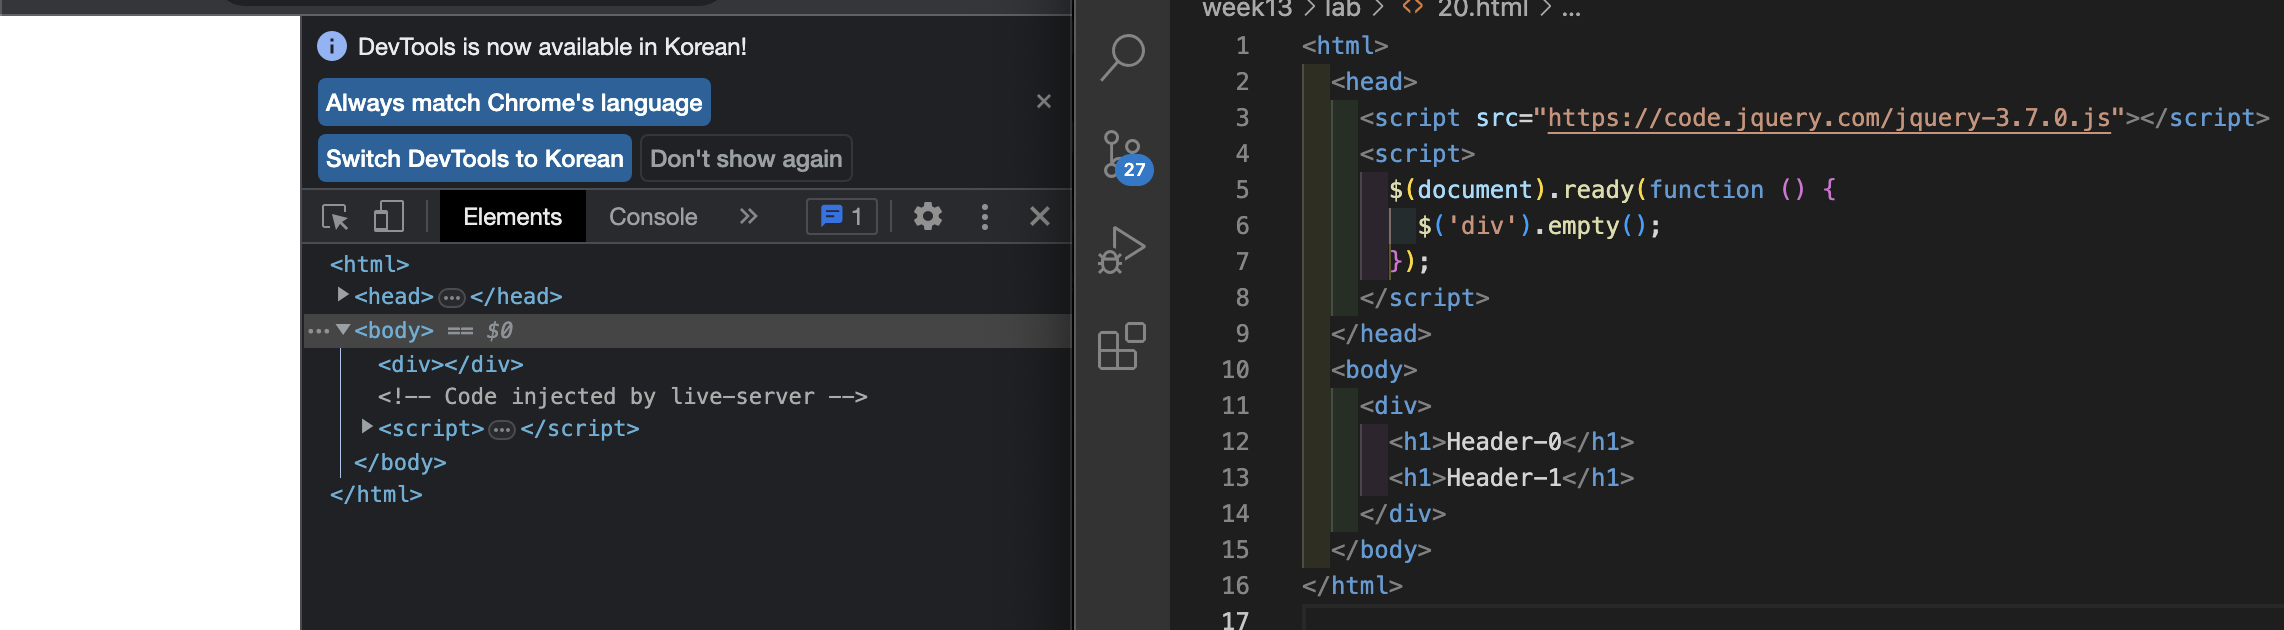 DevTools is now available in Korean!
Always match Chrome's language
Switch DevTools to Korean Don't show again
Elements Console » 1
<html>
<head>…</head>
… <body> == $0
<div></div>
<!-- Code injected by live-server -->
<script>…</script>
</body>
</html>
27
week13 > lab > <> 20.html > ...
1 <html>
2 <head>
3 <script src="https://code.jquery.com/jquery-3.7.0.js"></script>
4 <script>
5 $(document).ready(function () {
6 $('div').empty();
7 });
8 </script>
9 </head>
10 <body>
11 <div>
12 <h1>Header-0</h1>
13 <h1>Header-1</h1>
14 </div>
15 </body>
16 </html>
17